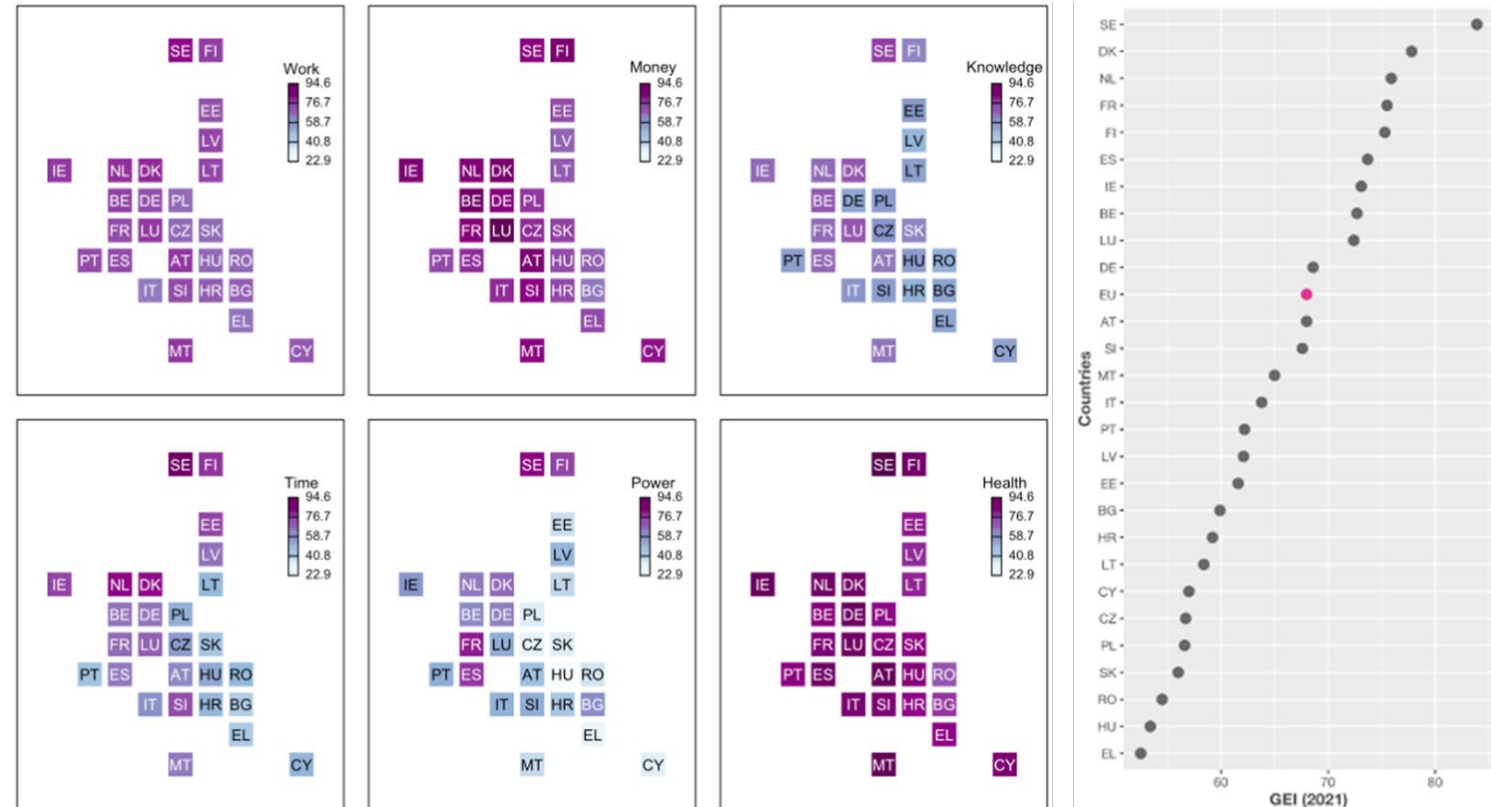 SE FI
Work
94.6
EE
76.7
58.7
LV
40.8
22.9
IE NL DK LT
BE DE PL
FR LU CZ SK
PT ES AT HU RO
IT SI HR BG
EL
MT CY
SE FI
Money
94.6
EE
76.7
58.7
LV
40.8
22.9
IE NL DK LT
BE DE PL
FR LU CZ SK
PT ES AT HU RO
IT SI HR BG
EL
MT CY
SE FI
Knowledge
94.6
EE
76.7
58.7
LV
40.8
22.9
IE NL DK LT
BE DE PL
FR LU CZ SK
PT ES AT HU RO
IT SI HR BG
EL
MT CY
SE FI
Time
94.6
EE
76.7
58.7
LV
40.8
22.9
IE NL DK LT
BE DE PL
FR LU CZ SK
PT ES AT HU RO
IT SI HR BG
EL
MT CY
SE FI
Power
94.6
EE
76.7
58.7
LV
40.8
22.9
IE NL DK LT
BE DE PL
FR LU CZ SK
PT ES AT HU RO
IT SI HR BG
EL
MT CY
SE FI
Health
94.6
EE
76.7
58.7
LV
40.8
22.9
IE NL DK LT
BE DE PL
FR LU CZ SK
PT ES AT HU RO
IT SI HR BG
EL
MT CY
Countries
SE
DK
NL
FR
FI
ES
IE
BE
LU
DE
EU
AT
SI
MT
IT
PT
LV
EE
BG
HR
LT
CY
CZ
PL
SK
RO
HU
EL
60 70 80
GEI (2021)